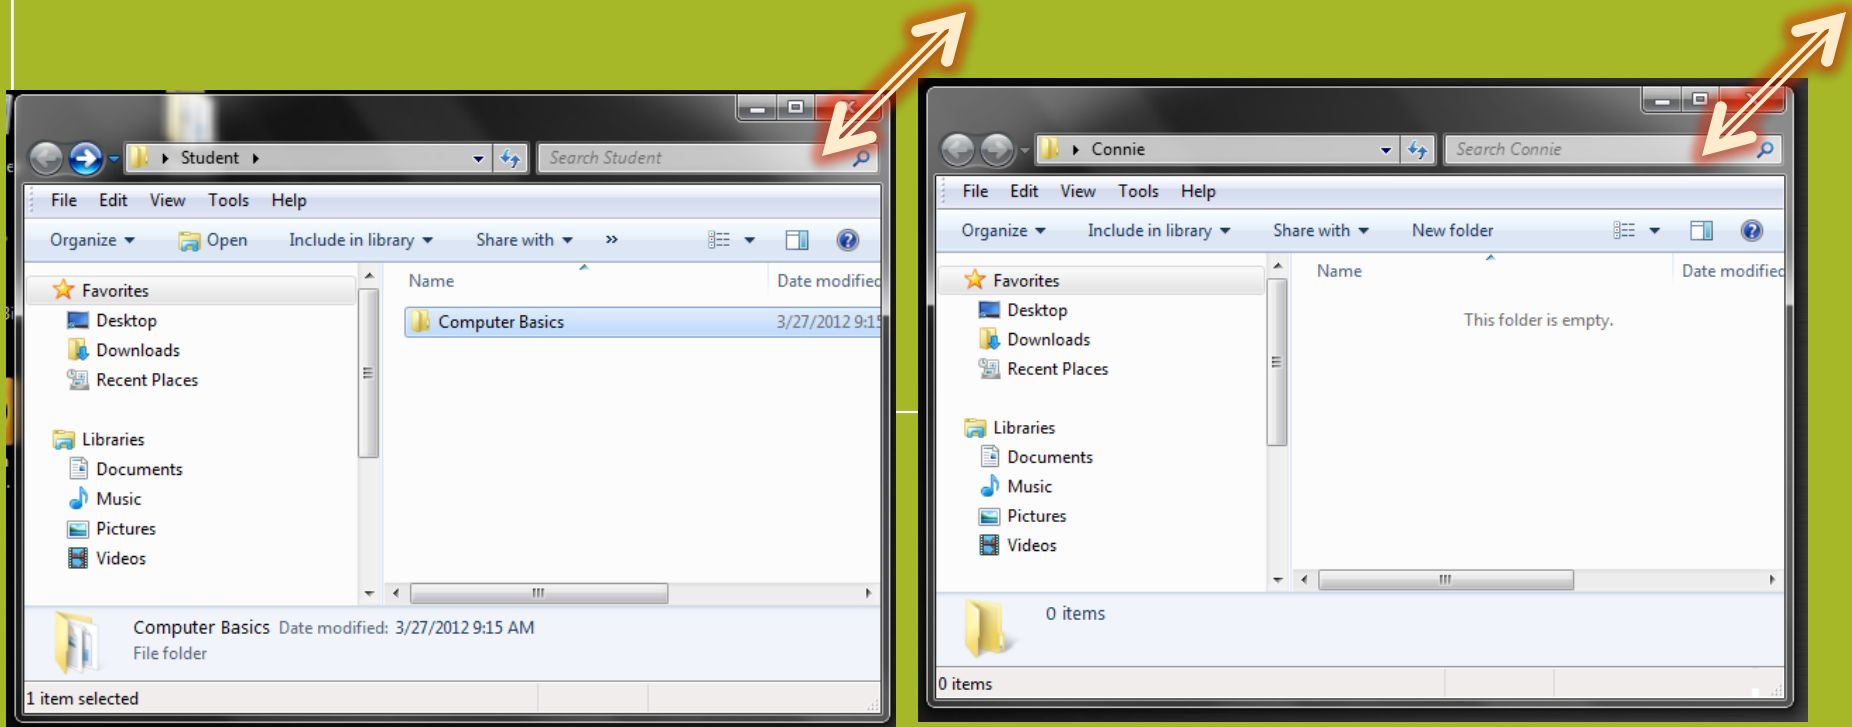 Student
Search Student
File Edit View Tools Help
Organize Open Include in library Share with »
Favorites
Desktop
Downloads
Recent Places
Libraries
Documents
Music
Pictures
Videos
Name Date modified
Computer Basics 3/27/2012 9:15
Computer Basics Date modified: 3/27/2012 9:15 AM
File folder
1 item selected
Connie
Search Connie
File Edit View Tools Help
Organize Include in library Share with New folder
Favorites
Desktop
Downloads
Recent Places
Libraries
Documents
Music
Pictures
Videos
Name Date modified
This folder is empty.
0 items
0 items